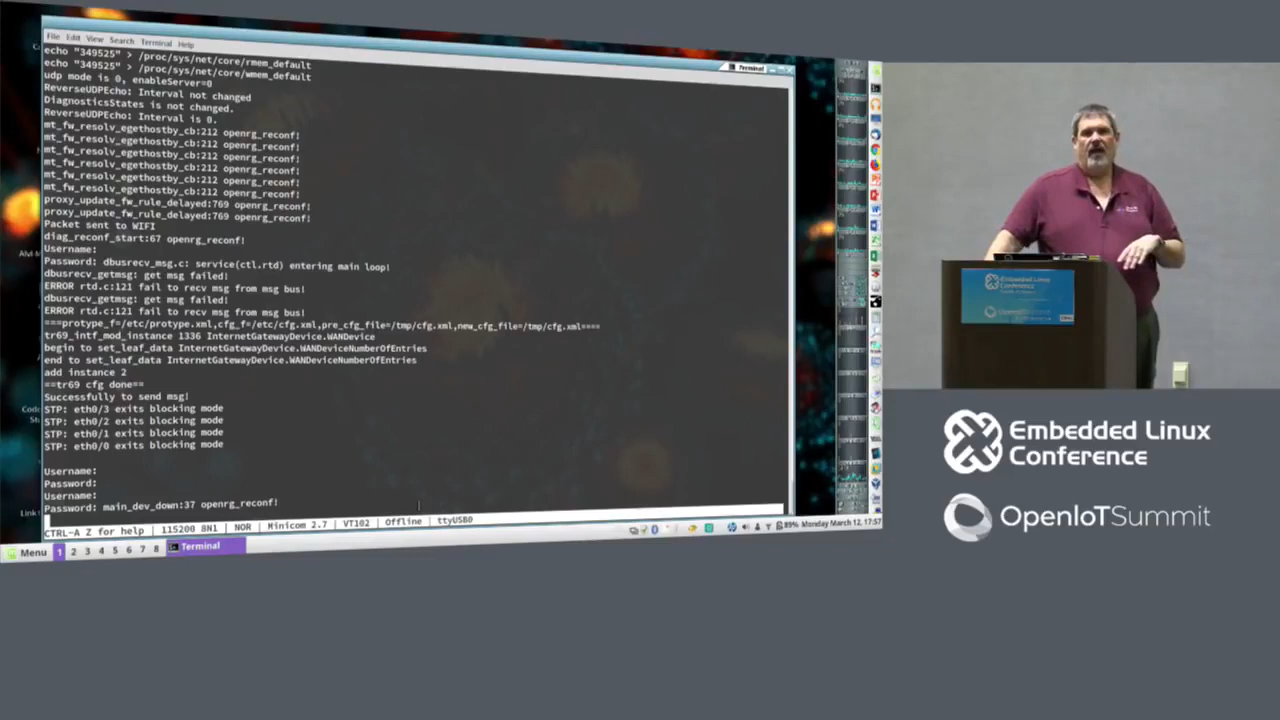 File Edit View Search Terminal Help
Terminal
echo "349525" > /proc/sys/net/core/rmem_default
echo "349525" > /proc/sys/net/core/wmem_default
udp mode is 0, enableServer=0
ReverseUDPEcho: Interval not changed
DiagnosticsStates is not changed.
ReverseUDPEcho: Interval is 0.
mt_fw_resolv_egethostby_cb:212 openrg_reconf!
mt_fw_resolv_egethostby_cb:212 openrg_reconf!
mt_fw_resolv_egethostby_cb:212 openrg_reconf!
mt_fw_resolv_egethostby_cb:212 openrg_reconf!
mt_fw_resolv_egethostby_cb:212 openrg_reconf!
mt_fw_resolv_egethostby_cb:212 openrg_reconf!
proxy_update_fw_rule_delayed:769 openrg_reconf!
proxy_update_fw_rule_delayed:769 openrg_reconf!
Packet sent to WIFI
diag_reconf_start:67 openrg_reconf!
Username:
Password: dbusrecv_msg.c: service(ctl.rtd) entering main loop!
dbusrecv_getmsg: get msg failed!
ERROR rtd.c:121 fail to recv msg from msg bus!
dbusrecv_getmsg: get msg failed!
ERROR rtd.c:121 fail to recv msg from msg bus!
===protype_f=/etc/protype.xml,cfg_f=/etc/cfg.xml,pre_cfg_file=/tmp/cfg.xml,new_cfg_file=/tmp/cfg.xml====
tr69_intf_mod_instance 1336 InternetGatewayDevice.WANDevice
begin to set_leaf_data InternetGatewayDevice.WANDeviceNumberOfEntries
end to set_leaf_data InternetGatewayDevice.WANDeviceNumberOfEntries
add instance 2
==tr69 cfg done==
Successfully to send msg!
STP: eth0/3 exits blocking mode
STP: eth0/2 exits blocking mode
STP: eth0/1 exits blocking mode
STP: eth0/0 exits blocking mode
Username:
Password:
Username:
Password: main_dev_down:37 openrg_reconf!
CTRL-A Z for help | 115200 8N1 | NOR | Minicom 2.7 | VT102 | Offline | ttyUSB0
89% Monday March 12, 17:57
Menu 1 2 3 4 5 6 7 8 Terminal
Embedded Linux
Conference
Embedded Linux
Conference
OpenIoTSummit